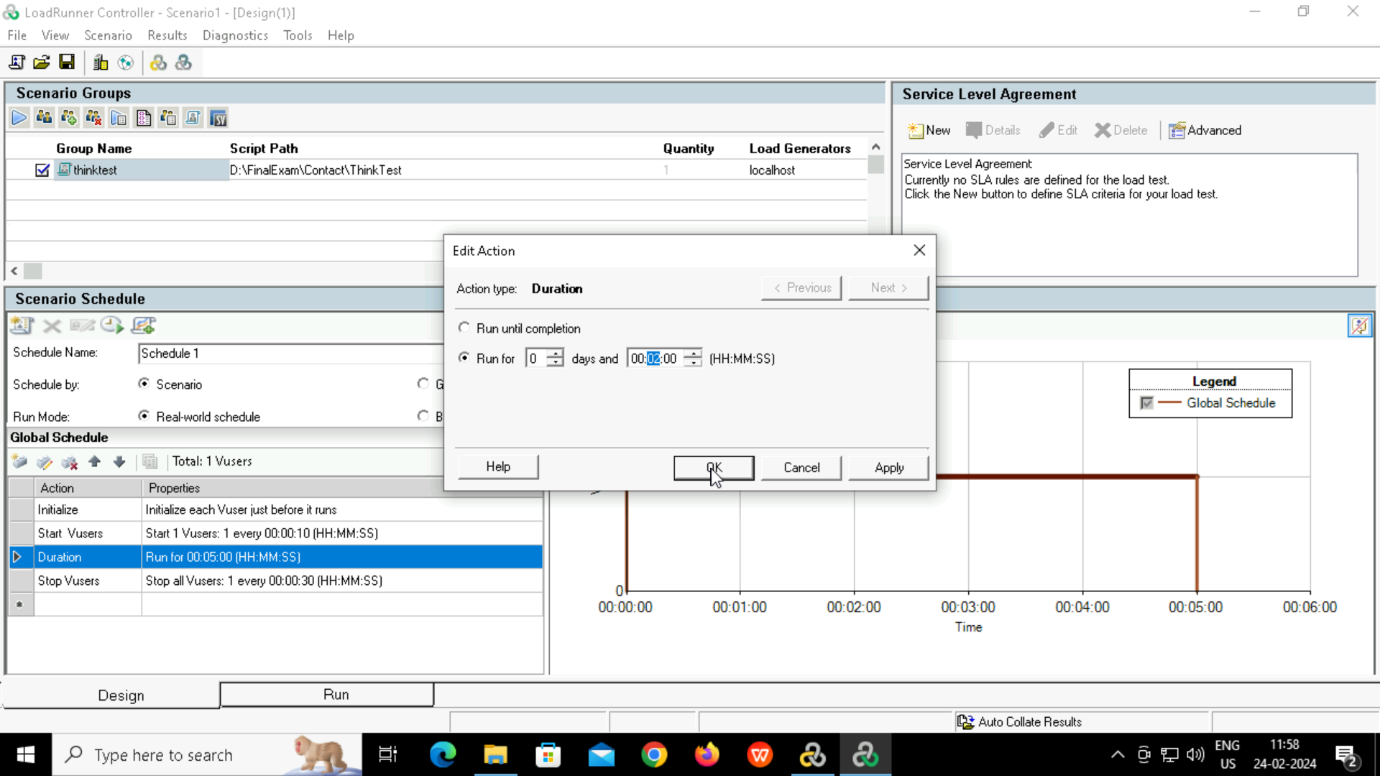 LoadRunner Controller - Scenario1 - [Design(1)]
File View Scenario Results Diagnostics Tools Help
Scenario Groups
Group Name Script Path Quantity Load Generators
thinktest D:\FinalExam\Contact\ThinkTest 1 localhost
Service Level Agreement
New Details Edit Delete Advanced
Service Level Agreement
Currently no SLA rules are defined for the load test.
Click the New button to define SLA criteria for your load test.
Edit Action
Action type: Duration < Previous Next >
Run until completion
Run for 0 days and 00:02:00 (HH:MM:SS)
Help OK Cancel Apply
Scenario Schedule
Schedule Name: Schedule 1
Schedule by: Scenario G
Run Mode: Real-world schedule B
Global Schedule
Total: 1 Vusers
Action Properties
Initialize Initialize each Vuser just before it runs
Start Vusers Start 1 Vusers: 1 every 00:00:10 (HH:MM:SS)
Duration Run for 00:05:00 (HH:MM:SS)
Stop Vusers Stop all Vusers: 1 every 00:00:30 (HH:MM:SS)
Legend
Global Schedule
0
00:00:00 00:01:00 00:02:00 00:03:00 00:04:00 00:05:00 00:06:00
Time
Design Run
Auto Collate Results
Type here to search
ENG
US
11:58
24-02-2024
2